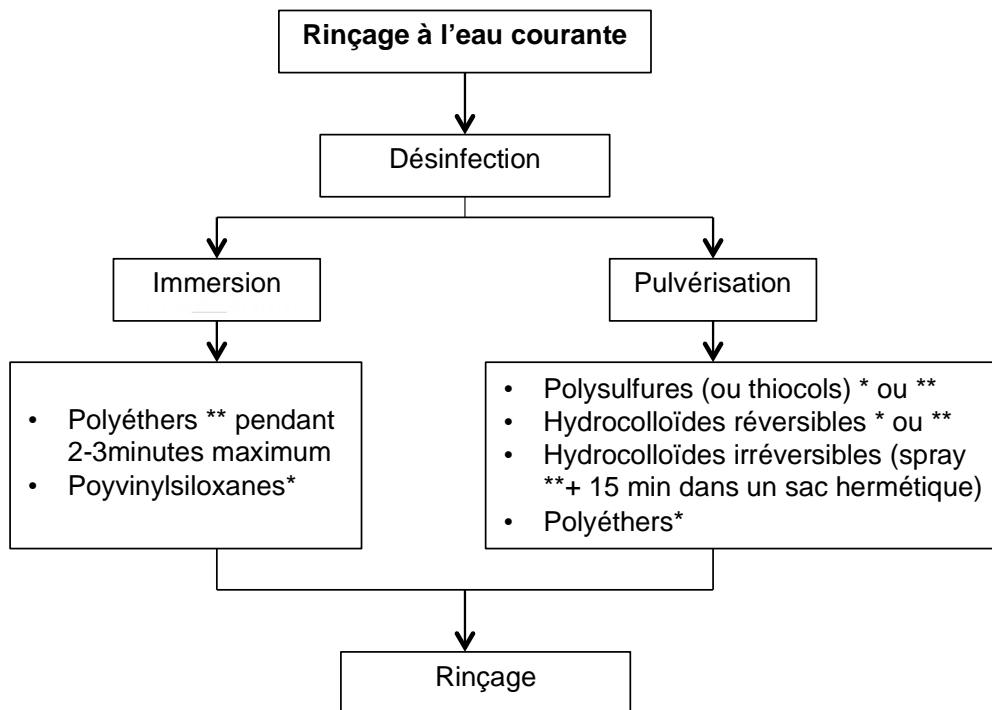 Rinçage à l'eau courante
Désinfection
Immersion
Pulvérisation
• Polyéthers ** pendant
2-3minutes maximum
• Poyvinylsiloxanes*
• Polysulfures (ou thiocols) * ou **
• Hydrocolloïdes réversibles * ou **
• Hydrocolloïdes irréversibles (spray
**+ 15 min dans un sac hermétique)
• Polyéthers*
Rinçage